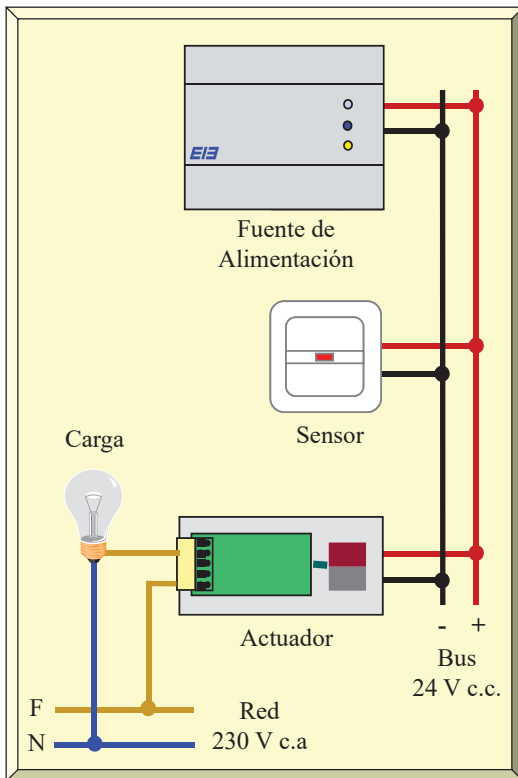 EIB
Fuente de
Alimentación
Sensor
Carga
Actuador
- +
Bus
24 V c.c.
F
Red
N
230 V c.a